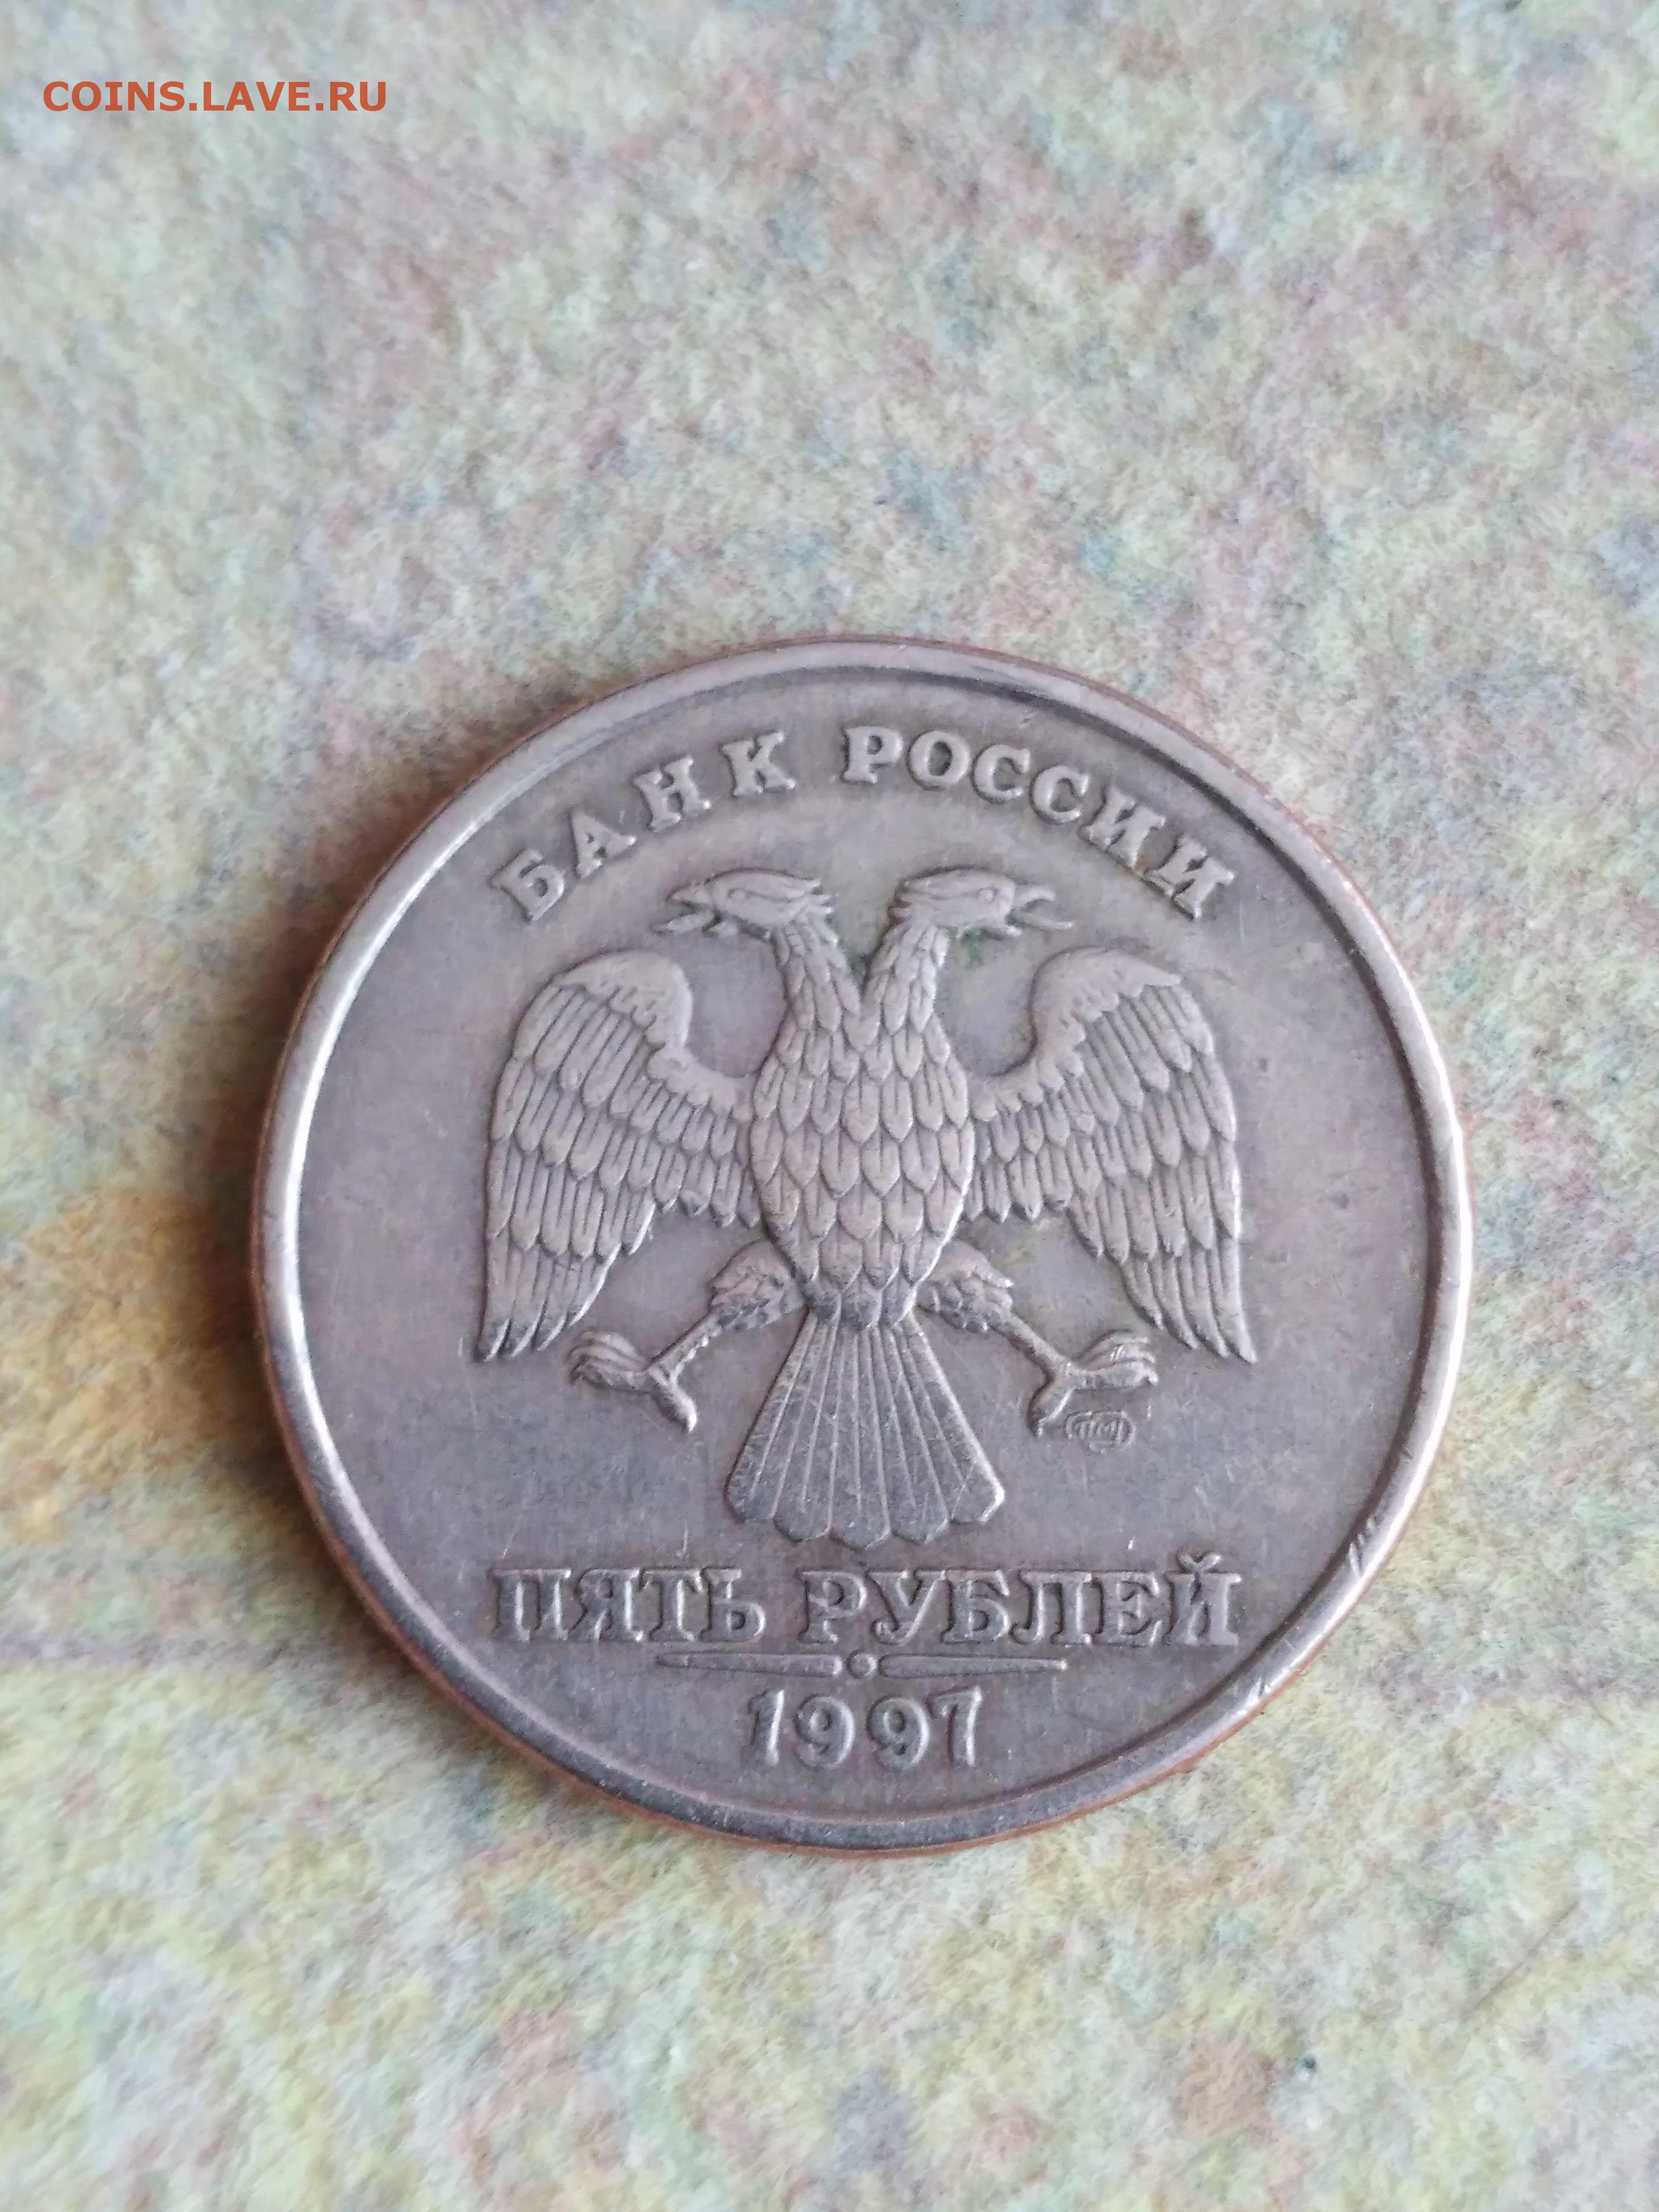 COINS.LAVE.RU
БАНК РОССИИ
ПЯТЬ РУБЛЕЙ
1997